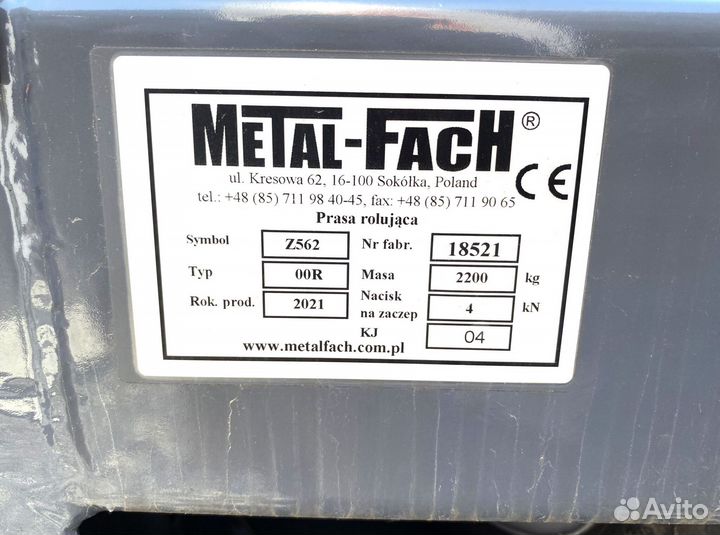 METAL-FACH®
CE
ul. Kresowa 62, 16-100 Sokółka, Poland
tel.: +48 (85) 711 98 40-45, fax: +48 (85) 711 90 65
Prasa rolująca
Symbol Z562 Nr fabr. 18521
Typ 00R Masa 2200 kg
Rok. prod. 2021 Nacisk na zaczep 4 kN
KJ 04
www.metalfach.com.pl
Avito